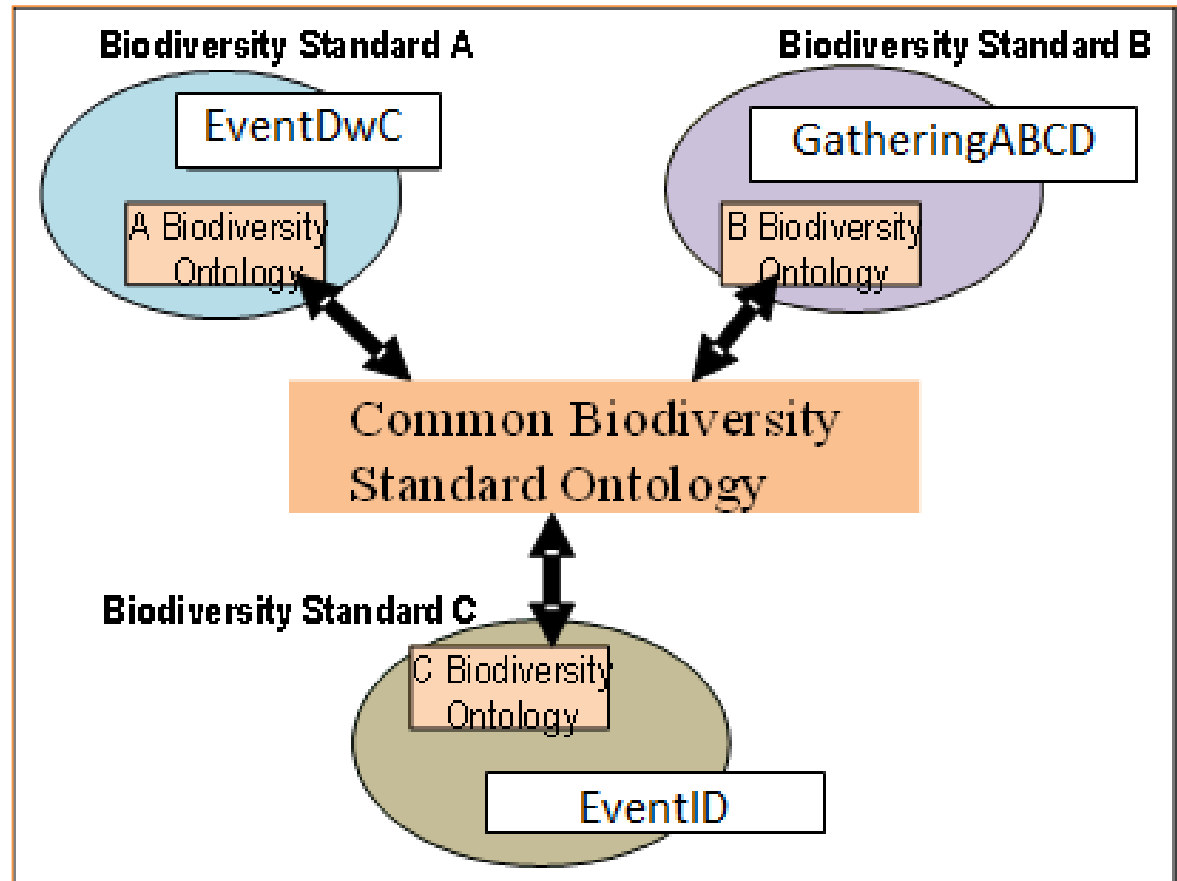 Biodiversity Standard A
Biodiversity Standard B
EventDwC
GatheringABCD
A Biodiversity
Ontology
B Biodiversity
Ontology
Common Biodiversity
Standard Ontology
Biodiversity Standard C
C Biodiversity
Ontology
EventID